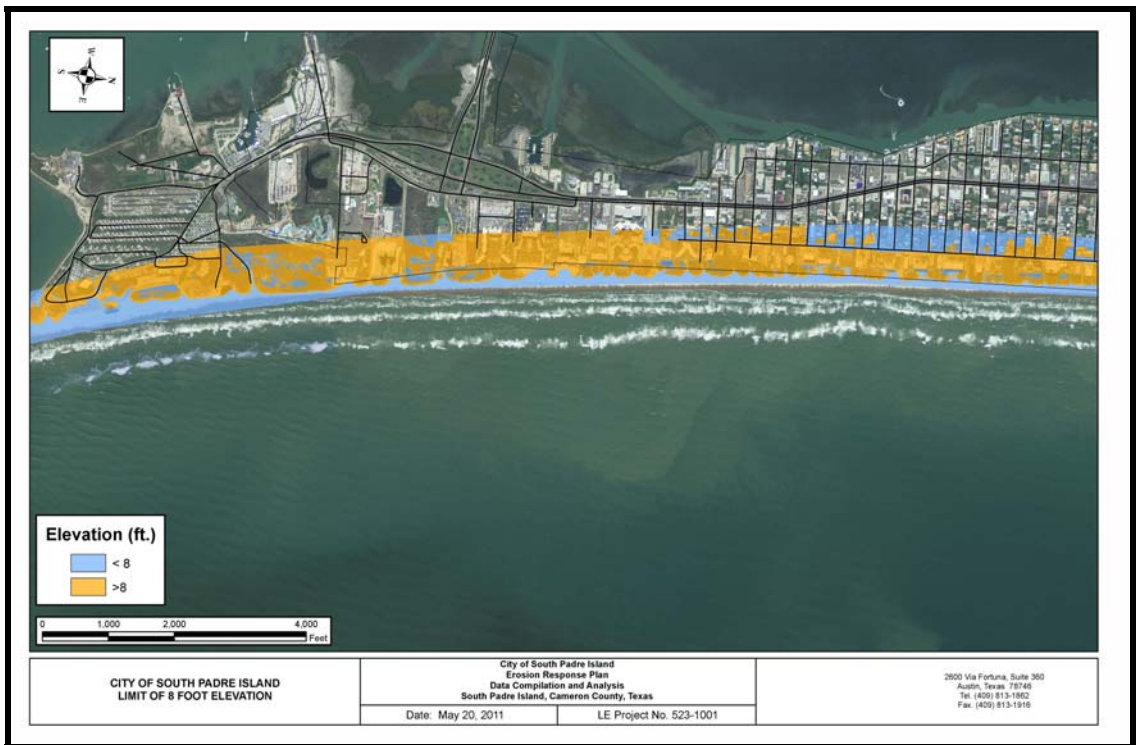 W
S
N
E
Elevation (ft.)
< 8
>8
0 1,000 2,000 4,000
Feet
CITY OF SOUTH PADRE ISLAND
LIMIT OF 8 FOOT ELEVATION
City of South Padre Island
Erosion Response Plan
Data Compilation and Analysis
South Padre Island, Cameron County, Texas
Date: May 20, 2011
LE Project No. 523-1001
2600 Via Fortuna, Suite 360
Austin, Texas 78746
Tel. (409) 813-1862
Fax. (409) 813-1916